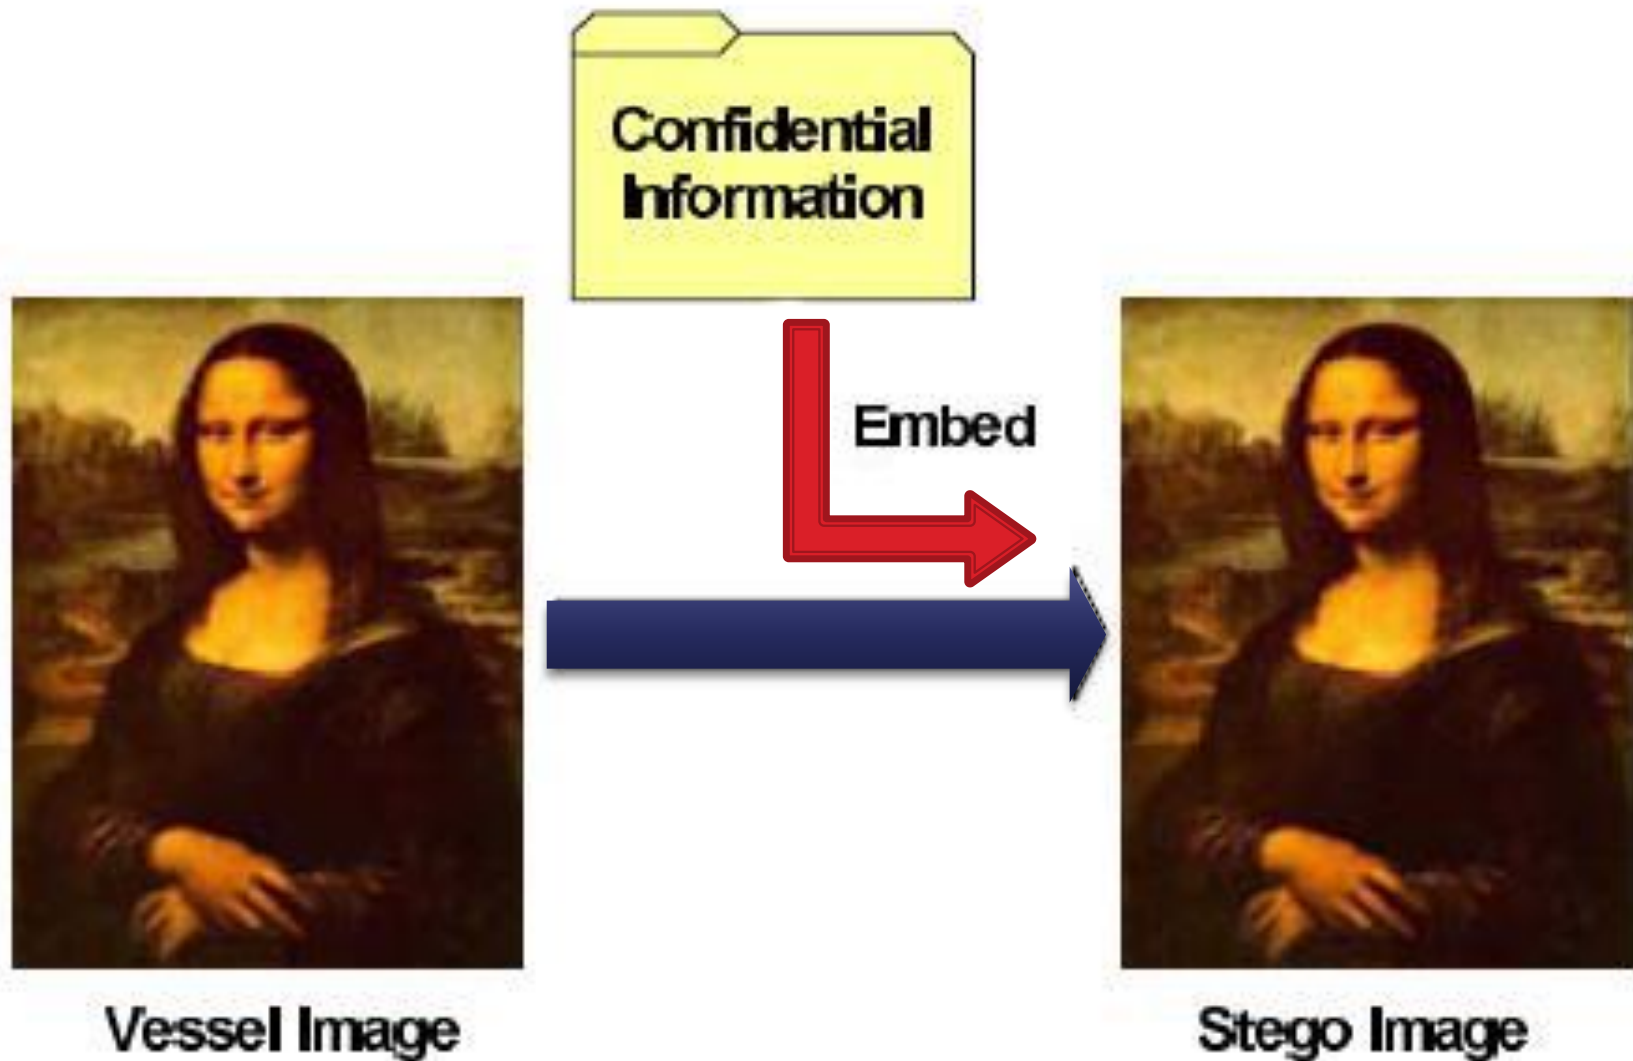 Confidential
Information
Embed
Vessel Image
Stego Image